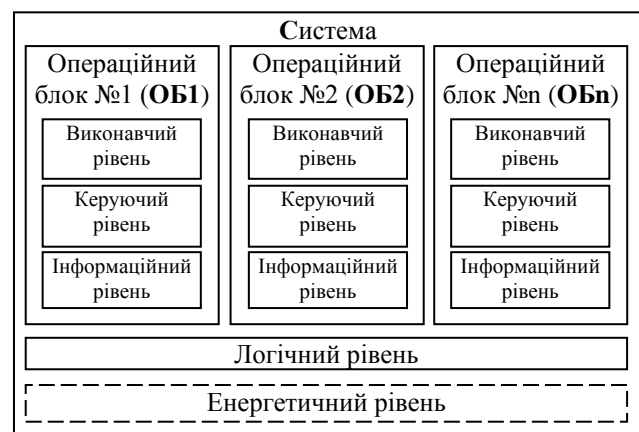 Система
Операційний
блок №1 (ОБ1)
Виконавчий
рівень
Керуючий
рівень
Інформаційний
рівень
Операційний
блок №2 (ОБ2)
Виконавчий
рівень
Керуючий
рівень
Інформаційний
рівень
Операційний
блок №n (ОБn)
Виконавчий
рівень
Керуючий
рівень
Інформаційний
рівень
Логічний рівень
Енергетичний рівень